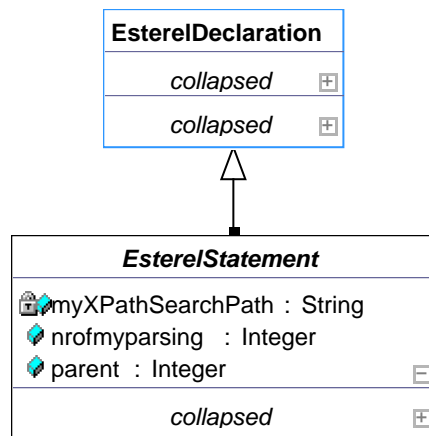 EsterelDeclaration
collapsed
collapsed
EsterelStatement
myXPathSearchPath : String
nrofmyparsing : Integer
parent : Integer
collapsed